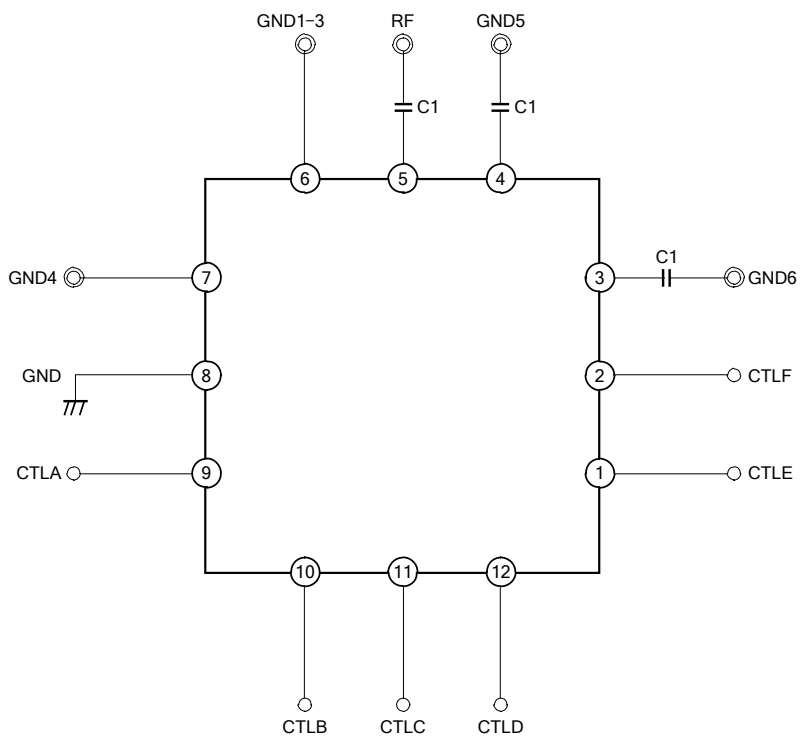 GND1-3 RF GND5
C1 C1
6 5 4
C1
GND4 7 3 GND6
GND 8 2 CTLF
CTLA 9 1 CTLE
10 11 12
CTLB CTLC CTLD